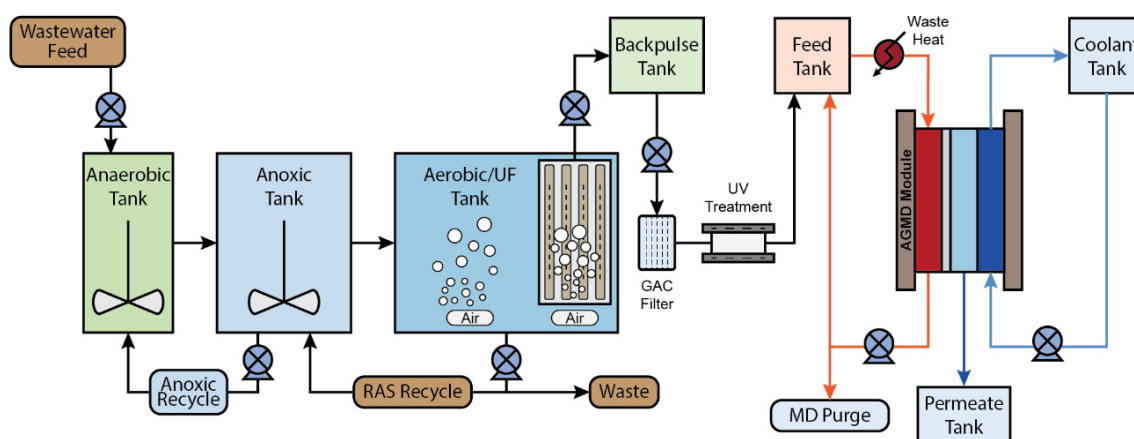 Wastewater
Feed
Anaerobic
Tank
Anoxic
Tank
Aerobic/UF
Tank
Air
Air
Anoxic
Recycle
RAS Recycle
Waste
Backpulse
Tank
GAC
Filter
UV
Treatment
Feed
Tank
Waste
Heat
AGMD Module
Coolant
Tank
MD Purge
Permeate
Tank